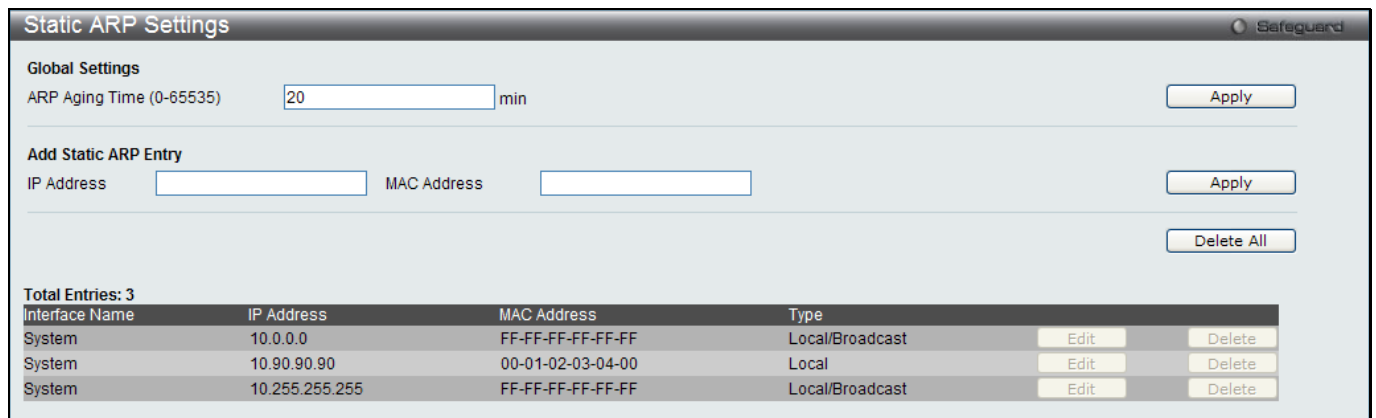 Static ARP Settings
Safeguard
Global Settings
ARP Aging Time (0-65535) 20 min Apply
Add Static ARP Entry
IP Address MAC Address Apply
Delete All
Total Entries: 3
Interface Name IP Address MAC Address Type
System 10.0.0.0 FF-FF-FF-FF-FF-FF Local/Broadcast Edit Delete
System 10.90.90.90 00-01-02-03-04-00 Local Edit Delete
System 10.255.255.255 FF-FF-FF-FF-FF-FF Local/Broadcast Edit Delete